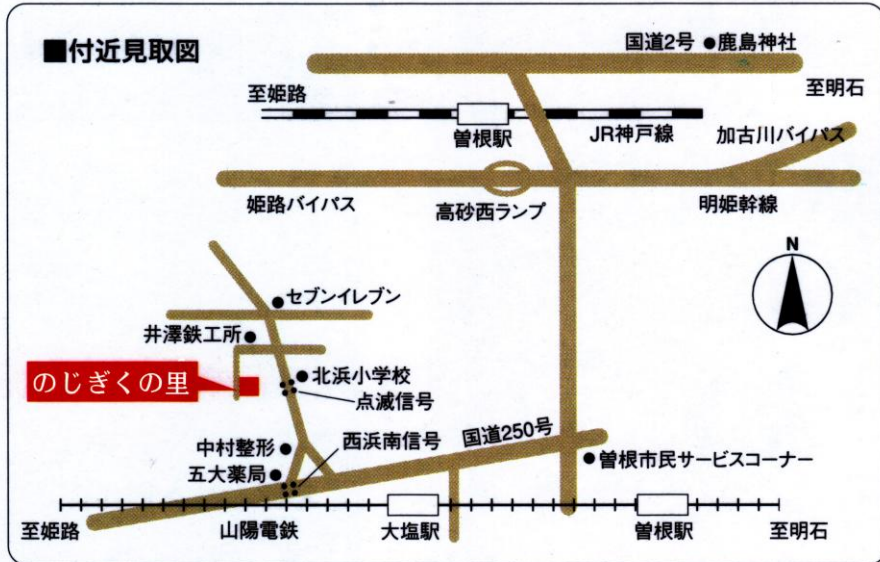 ■付近見取図
国道2号
鹿島神社
至姫路
至明石
曽根駅
JR神戸線
加古川バイパス
姫路バイパス
高砂西ランプ
明姫幹線
N
セブンイレブン
井澤鉄工所
のじぎくの里
北浜小学校
点滅信号
国道250号
中村整形
西浜南信号
五大薬局
曽根市民サービスコーナー
至姫路
山陽電鉄
大塩駅
曽根駅
至明石